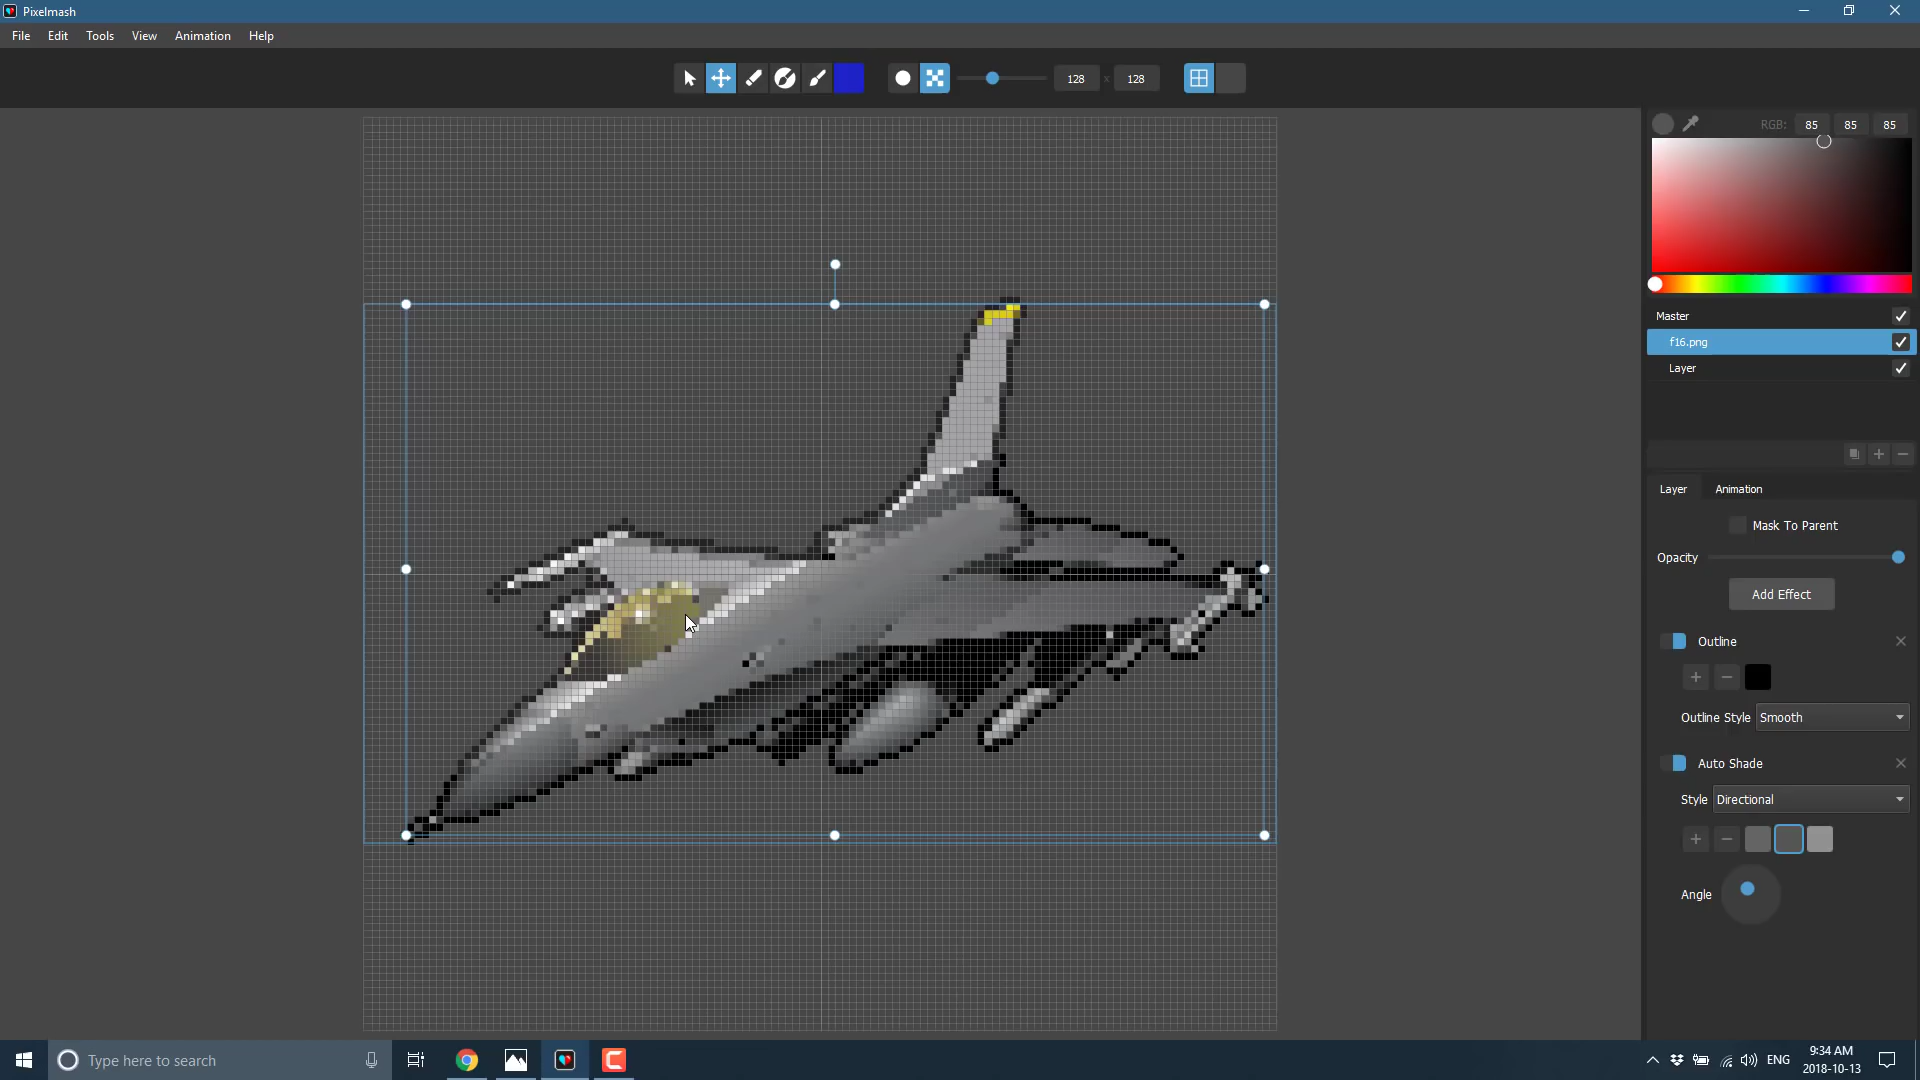 Pixelmash
File Edit Tools View Animation Help
128 x 128
RGB: 85 85 85
Master
f16.png
Layer
Layer Animation
Mask To Parent
Opacity
Add Effect
Outline
Outline Style Smooth
Auto Shade
Style Directional
Angle
Type here to search
ENG
9:34 AM
2018-10-13